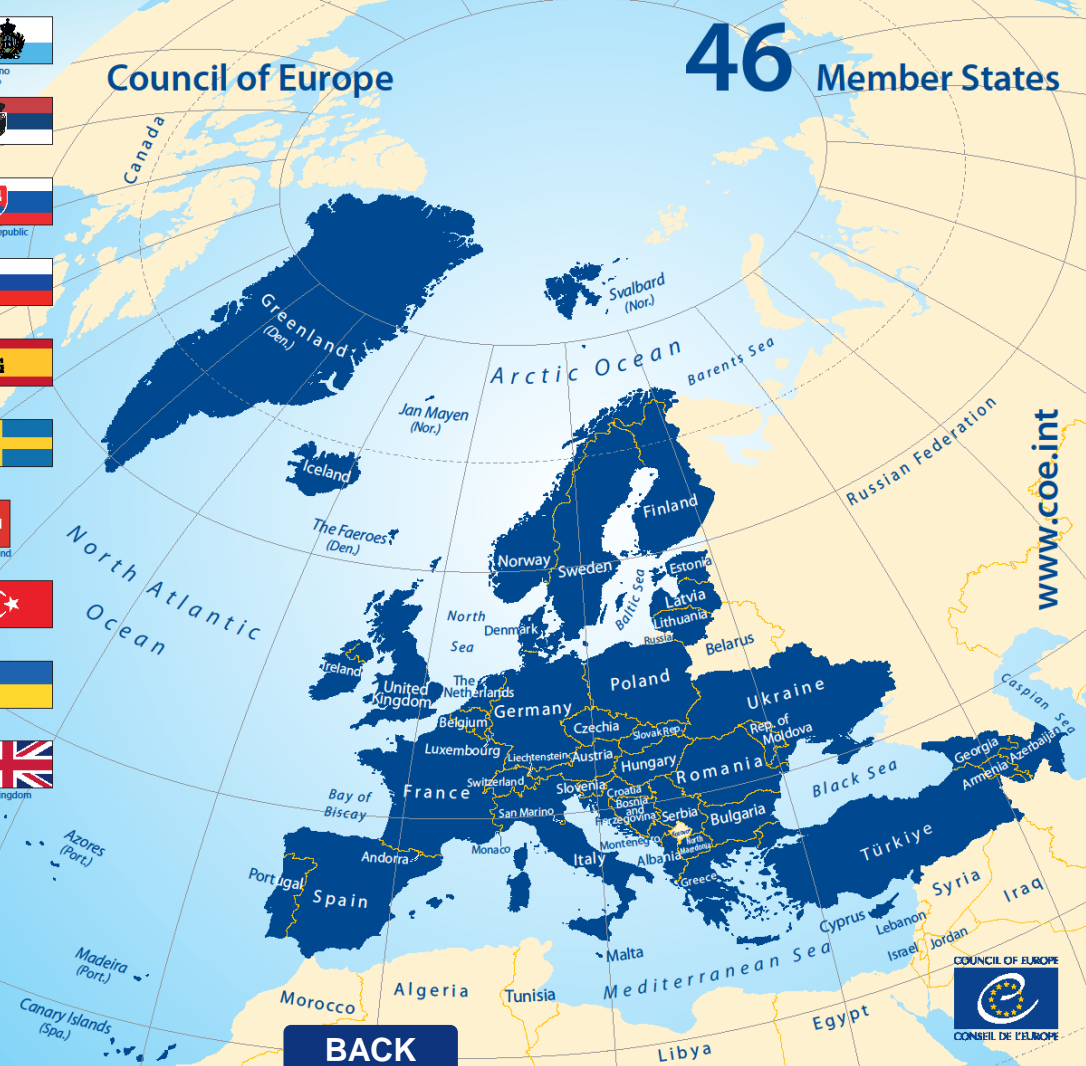 Council of Europe
46 Member States
no
Canada
epublic
Greenland
(Den.)
Svalbard
(Nor.)
Arctic Ocean
Barents Sea
Jan Mayen
(Nor.)
Iceland
The Faeroes
(Den.)
Russian Federation
www.coe.int
North Atlantic
Ocean
nd
Norway
Sweden
Finland
Estonia
Latvia
Lithuania
Baltic Sea
Russia
Belarus
North
Sea
Denmark
Ireland
United
Kingdom
The
Netherlands
Belgium
Germany
Poland
Ukraine
Rep. of
Moldova
Caspian Sea
Luxembourg
Czechia
Slovak Rep.
Liechtenstein
Austria
Hungary
Romania
Georgia
Armenia
Azerbaijan
Black Sea
ngdom
Bay of
Biscay
France
Switzerland
Slovenia
Croatia
Bosnia
and
Herzegovina
Serbia
Bulgaria
San Marino
Monaco
Italy
Montenegro
Kosovo*
North
Macedonia
Albania
Greece
Türkiye
Azores
(Port.)
Andorra
Portugal
Spain
Syria
Iraq
Cyprus
Lebanon
Israel
Jordan
Malta
Mediterranean Sea
Madeira
(Port.)
Canary Islands
(Spa.)
Morocco
Algeria
Tunisia
Libya
Egypt
COUNCIL OF EUROPE
CONSEIL DE L'EUROPE
BACK